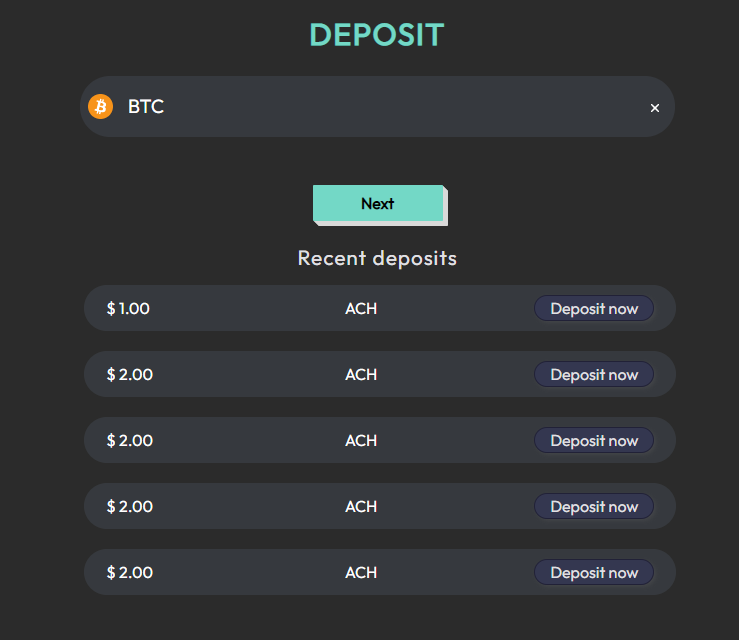 DEPOSIT
BTC ×
Next
Recent deposits
$ 1.00 ACH Deposit now
$ 2.00 ACH Deposit now
$ 2.00 ACH Deposit now
$ 2.00 ACH Deposit now
$ 2.00 ACH Deposit now